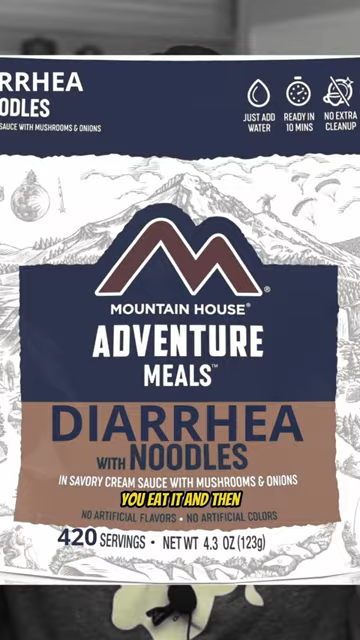 RRHEA
ODLES
SAUCE WITH MUSHROOMS & ONIONS
JUST ADD WATER
READY IN 10 MINS
NO EXTRA CLEANUP
MOUNTAIN HOUSE®
ADVENTURE
MEALS™
DIARRHEA
WITH NOODLES
IN SAVORY CREAM SAUCE WITH MUSHROOMS & ONIONS
YOU EAT IT AND THEN
NO ARTIFICIAL FLAVORS • NO ARTIFICIAL COLORS
420 SERVINGS • NET WT 4.3 OZ (123g)